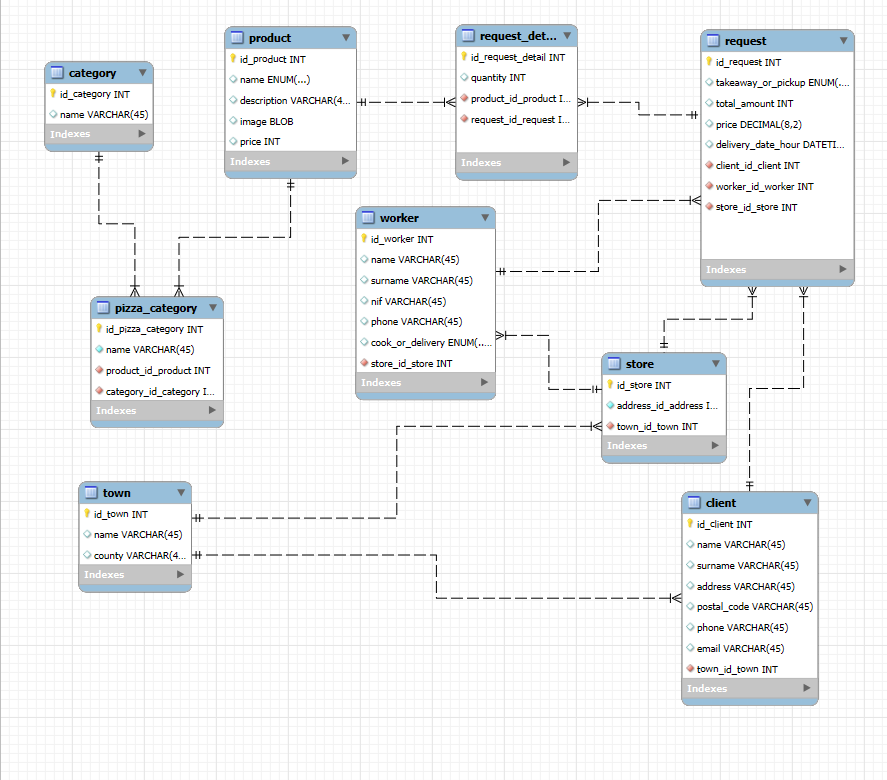 category
id_category INT
name VARCHAR(45)
Indexes
product
id_product INT
name ENUM(...)
description VARCHAR(4...
image BLOB
price INT
Indexes
request_det...
id_request_detail INT
quantity INT
product_id_product I...
request_id_request I...
Indexes
request
id_request INT
takeaway_or_pickup ENUM(...
total_amount INT
price DECIMAL(8,2)
delivery_date_hour DATETI...
client_id_client INT
worker_id_worker INT
store_id_store INT
Indexes
worker
id_worker INT
name VARCHAR(45)
surname VARCHAR(45)
nif VARCHAR(45)
phone VARCHAR(45)
cook_or_delivery ENUM(...
store_id_store INT
Indexes
pizza_category
id_pizza_category INT
name VARCHAR(45)
product_id_product INT
category_id_category I...
Indexes
store
id_store INT
address_id_address I...
town_id_town INT
Indexes
town
id_town INT
name VARCHAR(45)
county VARCHAR(4...
Indexes
client
id_client INT
name VARCHAR(45)
surname VARCHAR(45)
address VARCHAR(45)
postal_code VARCHAR(45)
phone VARCHAR(45)
email VARCHAR(45)
town_id_town INT
Indexes